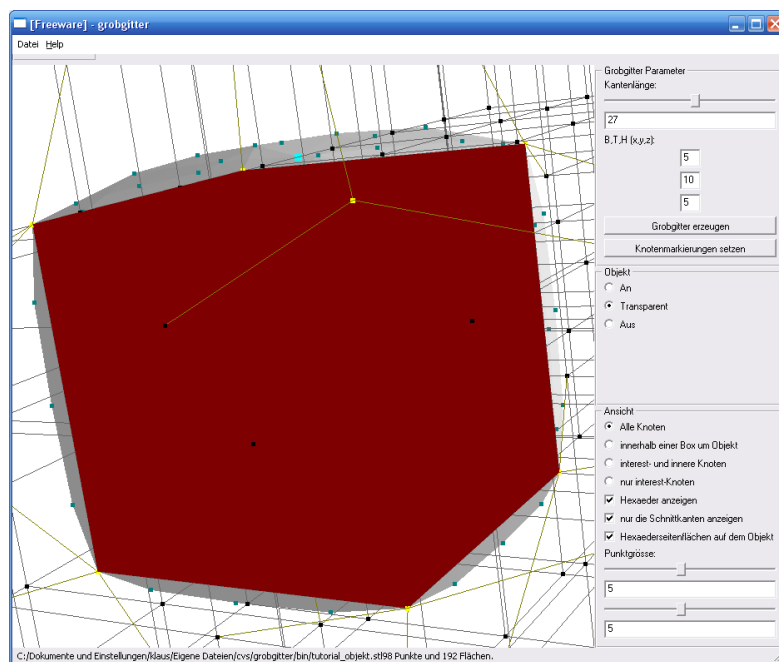 [Freeware] - grobgitter
Datei Help
Grobgitter Parameter
Kantenlänge:
27
B,T,H (x,y,z):
5
10
5
Grobgitter erzeugen
Knotenmarkierungen setzen
Objekt
An
Transparent
Aus
Ansicht
Alle Knoten
innerhalb einer Box um Objekt
interest- und innere Knoten
nur interest-Knoten
Hexaeder anzeigen
nur die Schnittkanten anzeigen
Hexaederseitenflächen auf dem Objekt
Punktgrösse:
5
5
C:/Dokumente und Einstellungen/klaus/Eigene Dateien/cvs/grobgitter/bin/tutorial_objekt.stl98 Punkte und 192 Flächen.